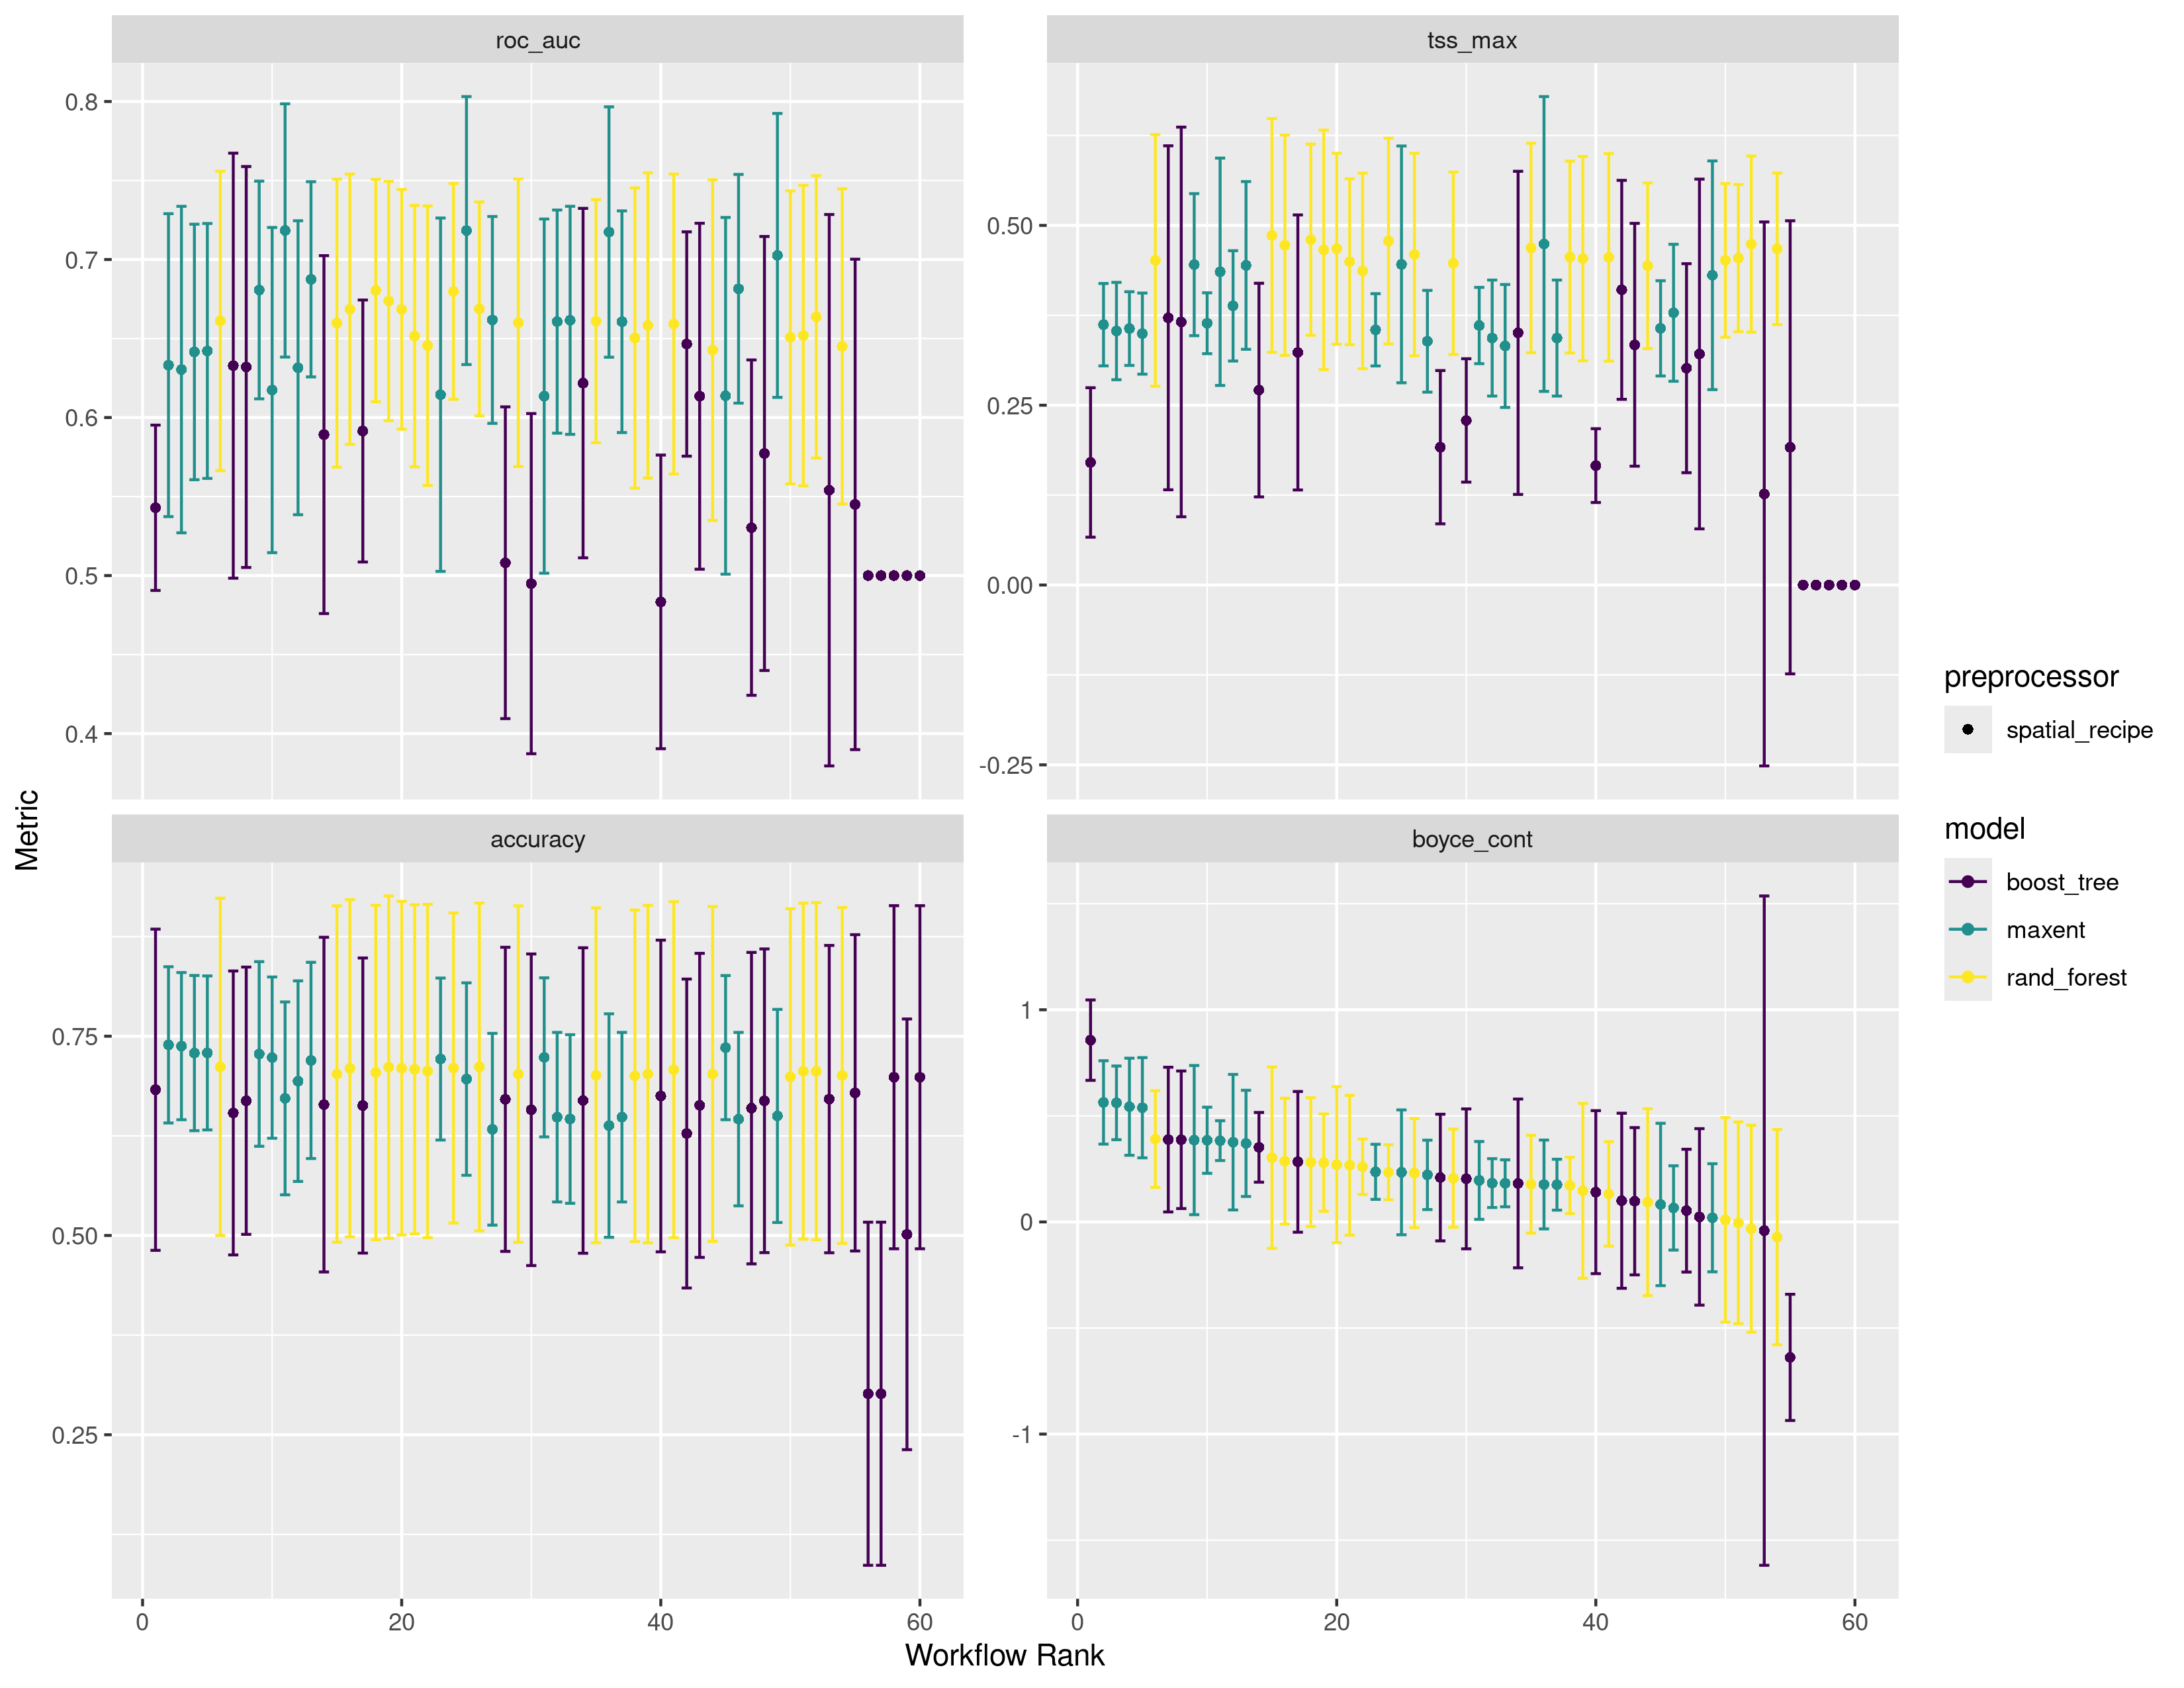 roc_auc
tss_max
0.8
0.7
0.6
0.5
0.4
0.50
0.25
0.00
-0.25
accuracy
boyce_cont
0.75
0.50
0.25
1
0
-1
0
20
40
60
0
20
40
60
Workflow Rank
Metric
preprocessor
spatial_recipe
model
boost_tree
maxent
rand_forest